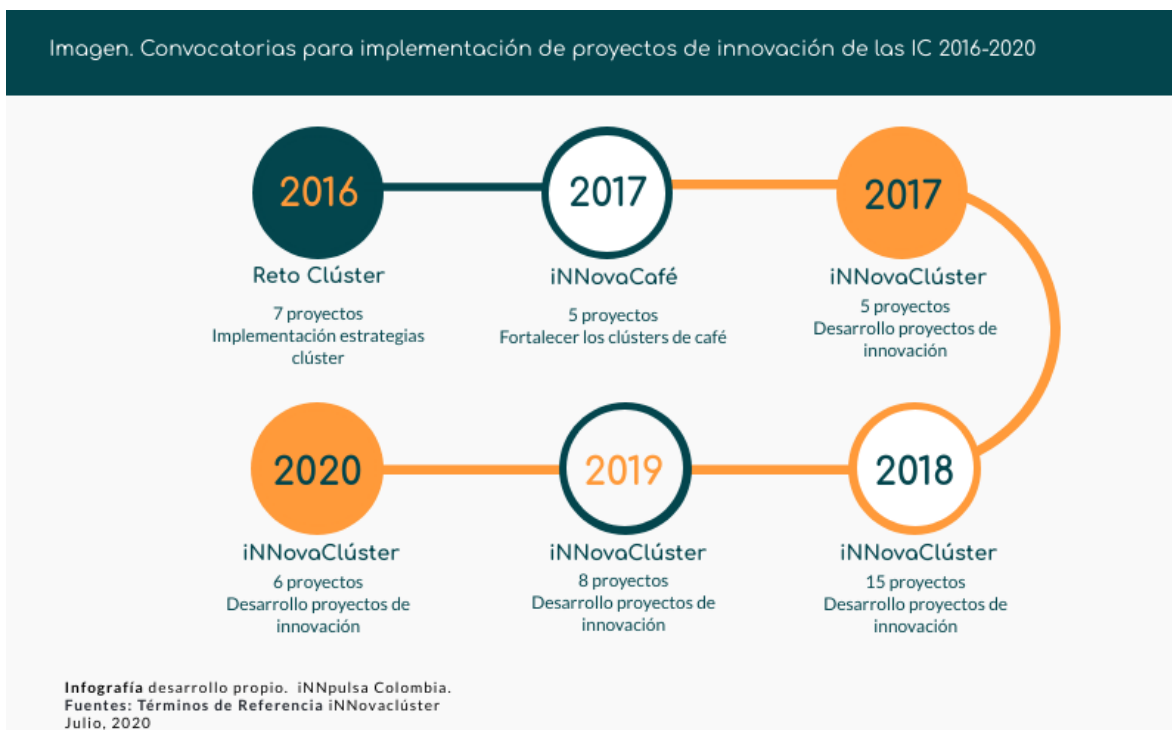 Imagen. Convocatorias para implementación de proyectos de innovación de las IC 2016-2020
2016
Reto Clúster
7 proyectos
Implementación estrategias
clúster
2017
iNNovaCafé
5 proyectos
Fortalecer los clústers de café
2017
iNNovaClúster
5 proyectos
Desarrollo proyectos de
innovación
2018
iNNovaClúster
15 proyectos
Desarrollo proyectos de
innovación
2019
iNNovaClúster
8 proyectos
Desarrollo proyectos de
innovación
2020
iNNovaClúster
6 proyectos
Desarrollo proyectos de
innovación
Infografía desarrollo propio. iNNpulsa Colombia.
Fuentes: Términos de Referencia iNNovaclúster
Julio, 2020